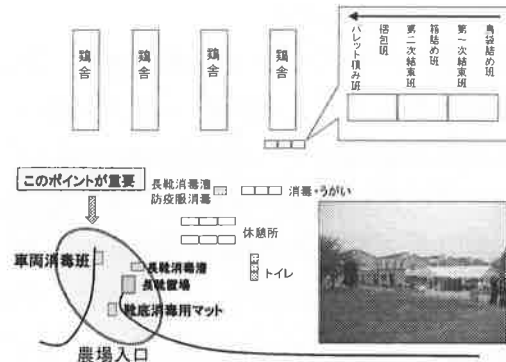 鶏舎
鶏舎
鶏舎
鶏舎
鳥袋詰め班
第一次結束班
箱詰め班
第二次結束班
梱包班
パレット積み班
このポイントが重要
長靴消毒漕
防疫服消毒
消毒・うがい
休憩所
トイレ
車両消毒班
長靴消毒漕
長靴置場
靴底消毒用マット
農場入口